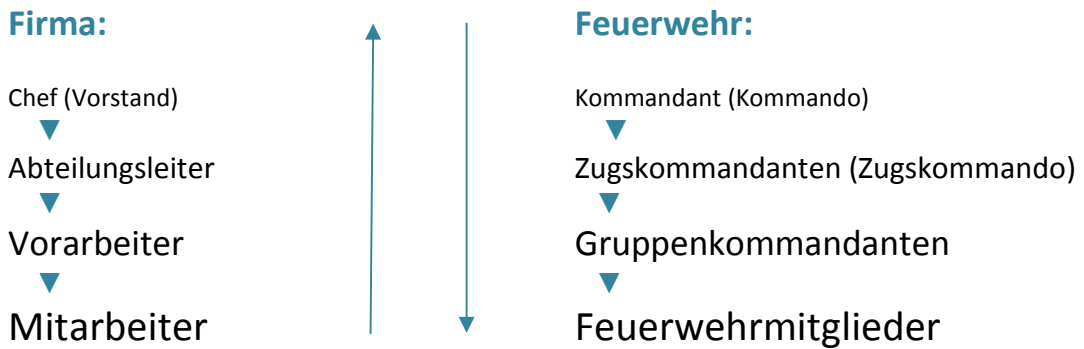 Firma:
Chef (Vorstand)
Abteilungsleiter
Vorarbeiter
Mitarbeiter
Feuerwehr:
Kommandant (Kommando)
Zugskommandanten (Zugskommando)
Gruppenkommandanten
Feuerwehrmitglieder